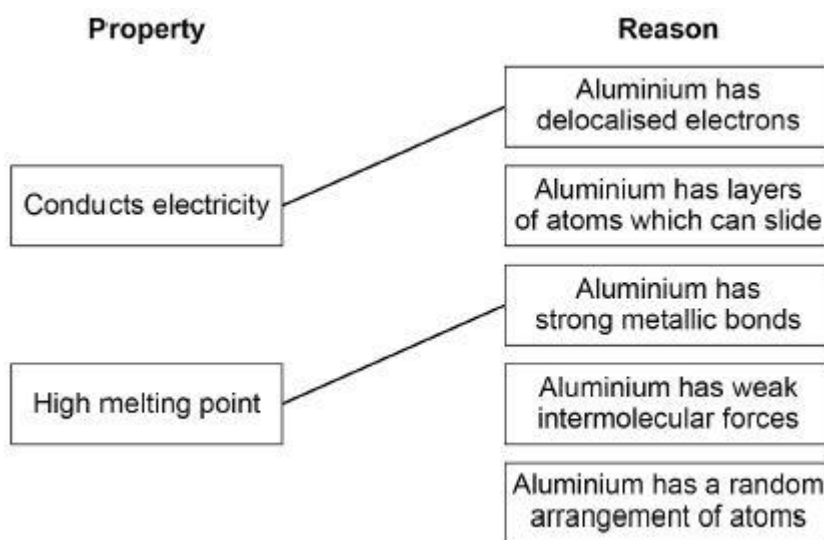 Property
Reason
Aluminium has
delocalised electrons
Conducts electricity
Aluminium has layers
of atoms which can slide
Aluminium has
strong metallic bonds
High melting point
Aluminium has weak
intermolecular forces
Aluminium has a random
arrangement of atoms